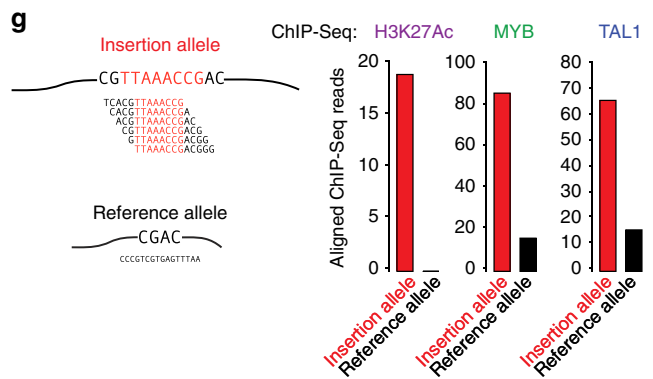 g
Insertion allele
CGTTAAACCGAC
TCACGTTAAACCG
CACGTTAAACCGA
ACGTTAAACCGAC
CGTTAAACCGACG
GTTAAACCGACGG
TTAAACCGACGGG
Reference allele
CGAC
CCCGTCGTGAGTTTAA
ChIP-Seq: H3K27Ac MYB TAL1
Aligned ChIP-Seq reads
20
15
10
5
0
Insertion allele
Reference allele
100
80
60
40
20
0
Insertion allele
Reference allele
80
70
60
50
40
30
20
10
0
Insertion allele
Reference allele